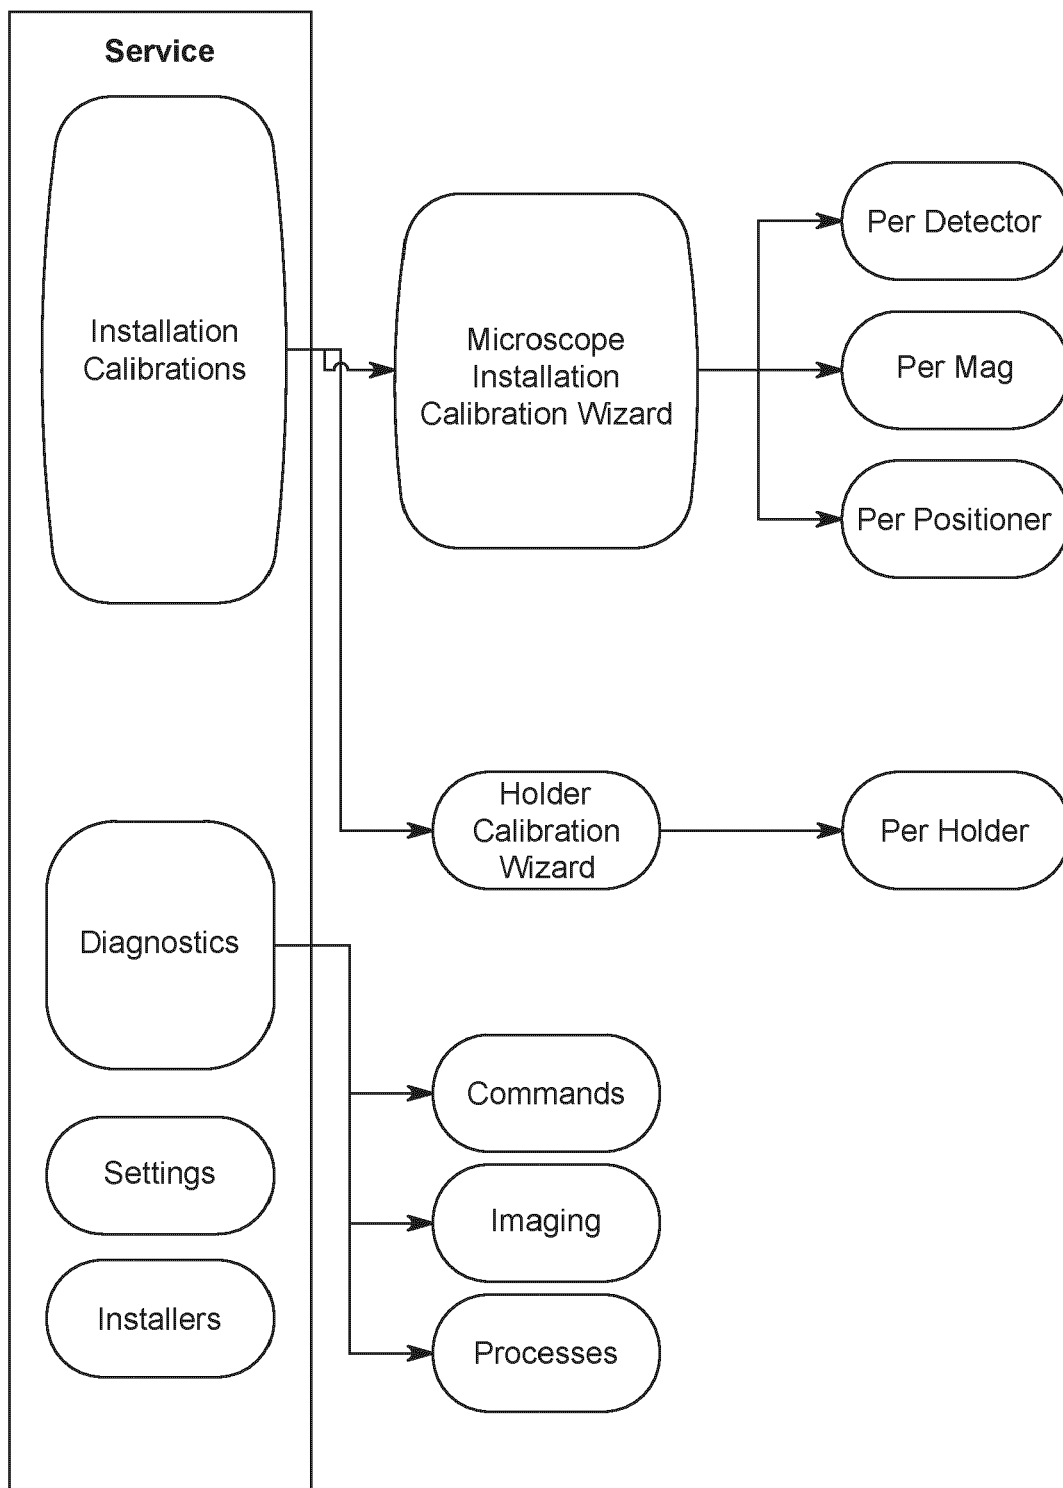 Service
Installation
Calibrations
Microscope
Installation
Calibration Wizard
Per Detector
Per Mag
Per Positioner
Holder
Calibration
Wizard
Per Holder
Diagnostics
Commands
Settings
Imaging
Installers
Processes